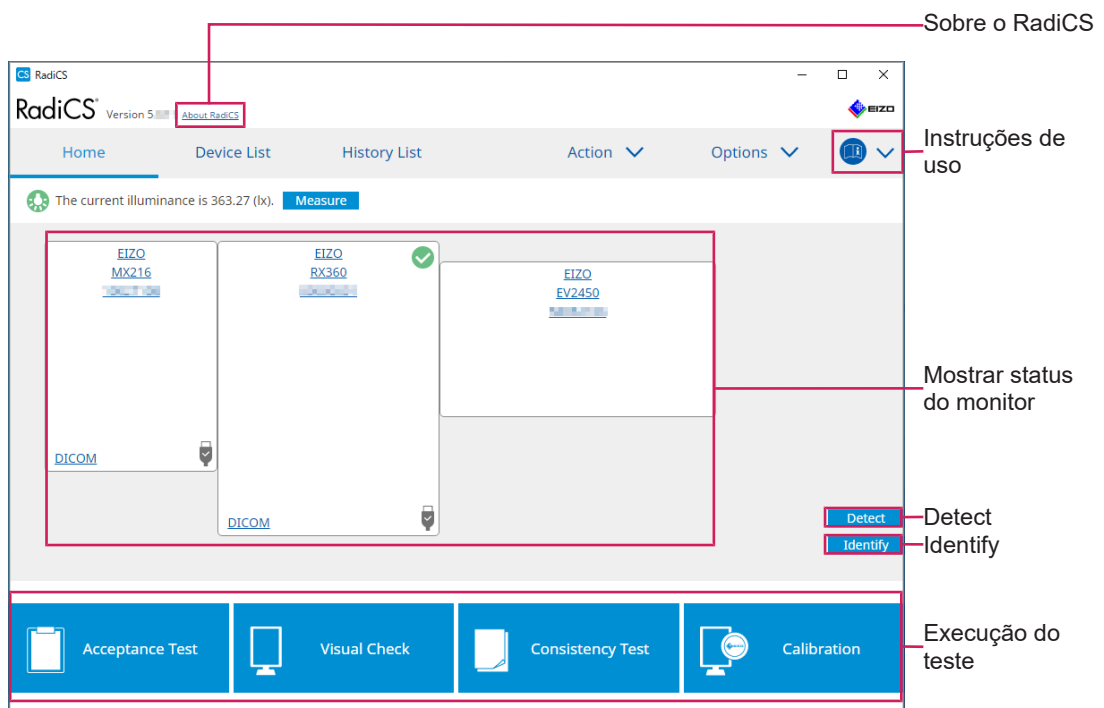 Sobre o RadiCS
CS RadiCS
RadiCS Version 5. About RadiCS
EIZO
Home Device List History List Action Options
Instruções de
uso
The current illuminance is 363.27 (lx). Measure
EIZO
MX216
EIZO
RX360
EIZO
EV2450
Mostrar status
do monitor
DICOM
DICOM
Detect
Identify
Detect
Identify
Acceptance Test
Visual Check
Consistency Test
Calibration
Execução do
teste